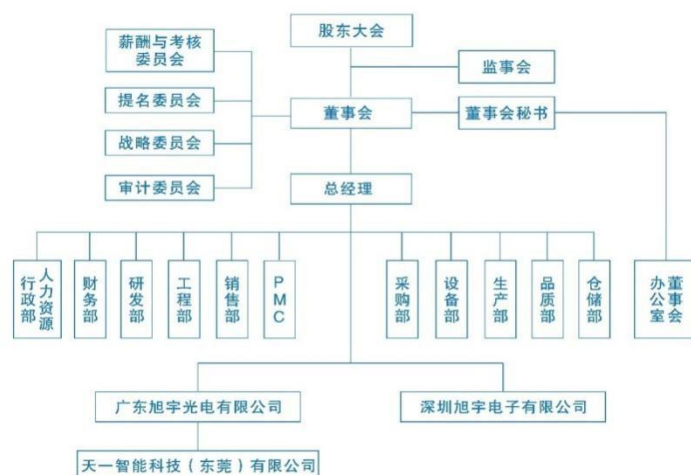 股东大会
薪酬与考核
委员会
监事会
提名委员会
董事会
董事会秘书
战略委员会
审计委员会
总经理
人力资源
行政部
财务部
研发部
工程部
销售部
PMC
采购部
设备部
生产部
品质部
仓储部
董事会
办公室
广东旭宇光电有限公司
深圳旭宇电子有限公司
天一智能科技（东莞）有限公司